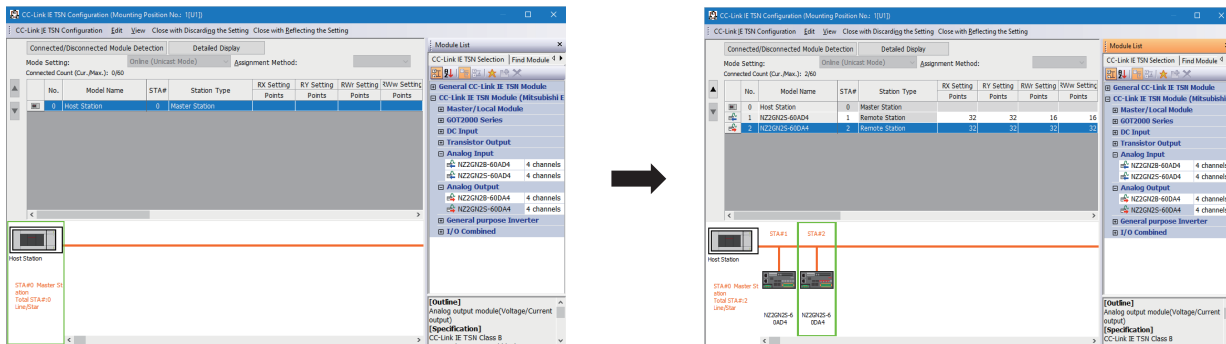 CC-Link IE TSN Configuration (Mounting Position No.: 1[U1])
CC-Link IE TSN Configuration Edit View Close with Discarding the Setting Close with Reflecting the Setting
Connected/Disconnected Module Detection Detailed Display
Mode Setting: Online (Unicast Mode) Assignment Method:
Connected Count (Cur./Max.): 0/60
No. Model Name STA# Station Type RX Setting RY Setting RWr Setting RWw Setting
Points Points Points Points
0 Host Station 0 Master Station
Host Station
STA#0 Master St
ation
Total STA#:0
Line/Star
Module List
CC-Link IE TSN Selection Find Module
General CC-Link IE TSN Module
CC-Link IE TSN Module (Mitsubishi E
Master/Local Module
GOT2000 Series
DC Input
Transistor Output
Analog Input
NZ2GN2B-60AD4 4 channels
NZ2GN2S-60AD4 4 channels
Analog Output
NZ2GN2B-60DA4 4 channels
NZ2GN2S-60DA4 4 channels
General purpose Inverter
I/O Combined
[Outline]
Analog output module(Voltage/Current
output)
[Specification]
CC-Link IE TSN Class B
CC-Link IE TSN Configuration (Mounting Position No.: 1[U1])
CC-Link IE TSN Configuration Edit View Close with Discarding the Setting Close with Reflecting the Setting
Connected/Disconnected Module Detection Detailed Display
Mode Setting: Online (Unicast Mode) Assignment Method:
Connected Count (Cur./Max.): 2/60
No. Model Name STA# Station Type RX Setting RY Setting RWr Setting RWw Setting
Points Points Points Points
0 Host Station 0 Master Station
1 NZ2GN2S-60AD4 1 Remote Station 32 32 16 16
2 NZ2GN2S-60DA4 2 Remote Station 32 32 32 32
STA#1 STA#2
Host Station
STA#0 Master St
ation
Total STA#:2
Line/Star
NZ2GN2S-6
0AD4
NZ2GN2S-6
0DA4
Module List
CC-Link IE TSN Selection Find Module
General CC-Link IE TSN Module
CC-Link IE TSN Module (Mitsubishi
Master/Local Module
GOT2000 Series
DC Input
Transistor Output
Analog Input
NZ2GN2B-60AD4 4 channels
NZ2GN2S-60AD4 4 channels
Analog Output
NZ2GN2B-60DA4 4 channels
NZ2GN2S-60DA4 4 channels
General purpose Inverter
I/O Combined
[Outline]
Analog output module(Voltage/Current
output)
[Specification]
CC-Link IE TSN Class B